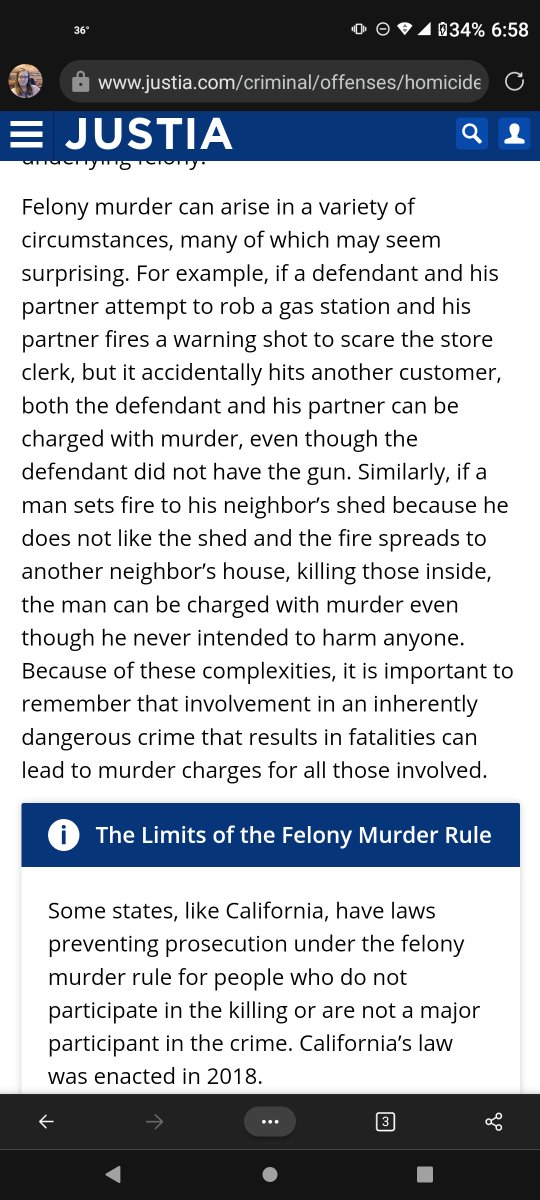 36°
34% 6:58
www.justia.com/criminal/offenses/homicide
JUSTIA
underlying felony.
Felony murder can arise in a variety of
circumstances, many of which may seem
surprising. For example, if a defendant and his
partner attempt to rob a gas station and his
partner fires a warning shot to scare the store
clerk, but it accidentally hits another customer,
both the defendant and his partner can be
charged with murder, even though the
defendant did not have the gun. Similarly, if a
man sets fire to his neighbor’s shed because he
does not like the shed and the fire spreads to
another neighbor’s house, killing those inside,
the man can be charged with murder even
though he never intended to harm anyone.
Because of these complexities, it is important to
remember that involvement in an inherently
dangerous crime that results in fatalities can
lead to murder charges for all those involved.
The Limits of the Felony Murder Rule
Some states, like California, have laws
preventing prosecution under the felony
murder rule for people who do not
participate in the killing or are not a major
participant in the crime. California’s law
was enacted in 2018.
3